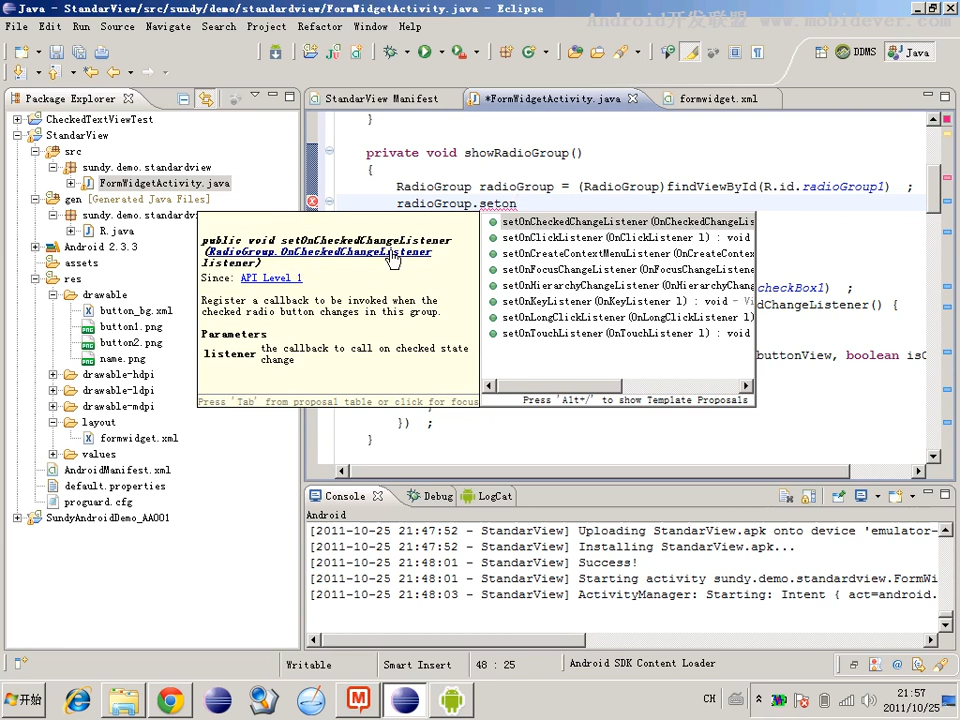 Java - StandarView/src/sundy/demo/standardview/FormWidgetActivity.java - Eclipse
Android开发联盟 www.mobidever.com
File Edit Run Source Navigate Search Project Refactor Window Help
DDMS Java
Package Explorer
StandarView Manifest *FormWidgetActivity.java formwidget.xml
CheckedTextViewTest
StandarView
src
sundy.demo.standardview
FormWidgetActivity.java
gen [Generated Java Files]
sundy.demo.standardv
R.java
Android 2.3.3
assets
res
drawable
button_bg.xml
button1.png
button2.png
name.png
drawable-hdpi
drawable-ldpi
drawable-mdpi
layout
formwidget.xml
values
AndroidManifest.xml
default.properties
proguard.cfg
SundyAndroidDemo_AA001
}
private void showRadioGroup()
{
RadioGroup radioGroup = (RadioGroup)findViewById(R.id.radioGroup1) ;
radioGroup.seton
public void setOnCheckedChangeListener
(RadioGroup.OnCheckedChangeListener
listener)
Since: API Level 1
Register a callback to be invoked when the
checked radio button changes in this group.
Parameters
listener the callback to call on checked state
change
Press 'Tab' from proposal table or click for focus
setOnCheckedChangeListener(OnCheckedChangeLis
setOnClickListener(OnClickListener l) : void
setOnCreateContextMenuListener(OnCreateContex
setOnFocusChangeListener(OnFocusChangeListene
setOnHierarchyChangeListener(OnHierarchyChang
setOnKeyListener(OnKeyListener l) : void - Vi
setOnLongClickListener(OnLongClickListener l)
setOnTouchListener(OnTouchListener l) : void
Press 'Alt+/' to show Template Proposals
checkBox1) ;
dChangeListener() {
buttonView, boolean isC
}) ;
}
Console Debug LogCat
Android
[2011-10-25 21:47:52 - StandarView] Uploading StandarView.apk onto device 'emulator-
[2011-10-25 21:47:52 - StandarView] Installing StandarView.apk...
[2011-10-25 21:48:01 - StandarView] Success!
[2011-10-25 21:48:01 - StandarView] Starting activity sundy.demo.standardview.FormWi
[2011-10-25 21:48:03 - StandarView] ActivityManager: Starting: Intent { act=android.
Writable Smart Insert 48 : 25 Android SDK Content Loader
开始 CH 21:57
2011/10/25